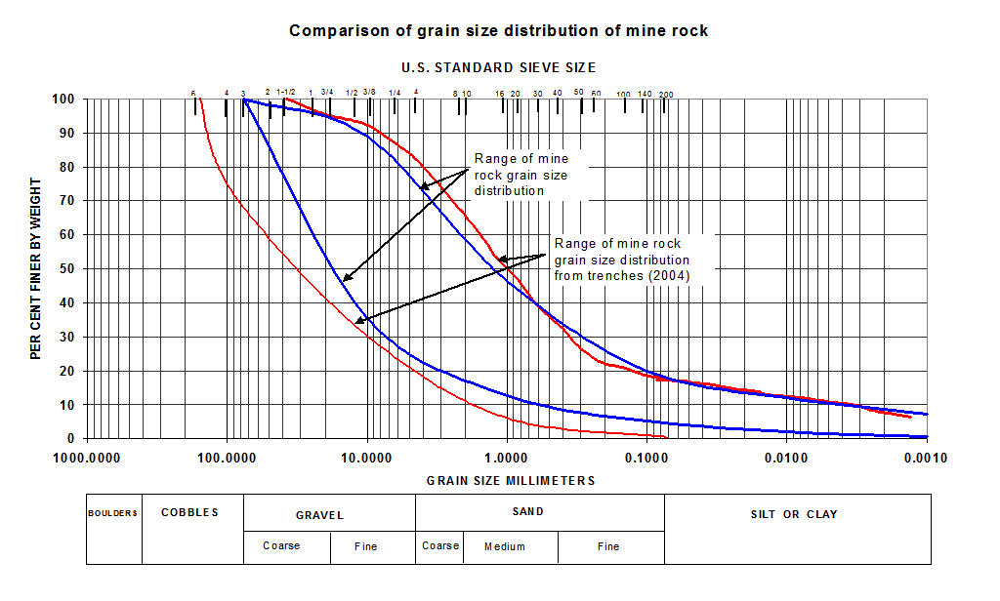 Comparison of grain size distribution of mine rock
U.S. STANDARD SIEVE SIZE
6 4 3 2 1-1/2 1 3/4 1/2 3/8 1/4 4 8 10 16 20 30 40 50 60 100 140 200
100
90
80
70
60
50
40
30
20
10
0
PER CENT FINER BY WEIGHT
Range of mine
rock grain size
distribution
Range of mine rock
grain size distribution
from trenches (2004)
1000.0000 100.0000 10.0000 1.0000 0.1000 0.0100 0.0010
GRAIN SIZE MILLIMETERS
BOULDERS COBBLES GRAVEL SAND SILT OR CLAY
Coarse Fine Coarse Medium Fine